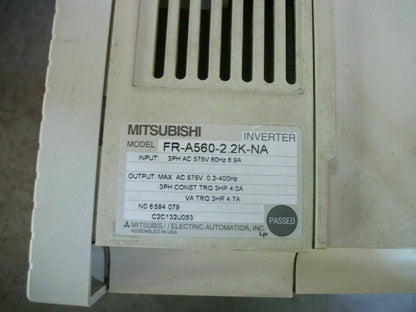 MITSUBISHI
INVERTER
MODEL FR-A560-2.2K-NA
INPUT: 3PH AC 575V 60Hz 6.9A
OUTPUT: MAX AC 575V 0.2-400Hz
3PH CONST TRQ 3HP 4.0A
VA TRQ 3HP 4.7A
N0 6594 079
C2C132U053
PASSED
MITSUBISHI ELECTRIC AUTOMATION, INC.
ASSEMBLED IN USA